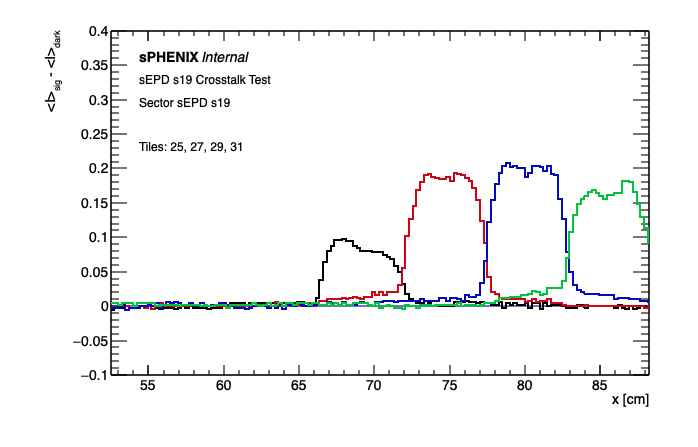 <I>sig - <I>dark
0.4
sPHENIX Internal
0.35
sEPD s19 Crosstalk Test
0.3
Sector sEPD s19
0.25
Tiles: 25, 27, 29, 31
0.2
0.15
0.1
0.05
0
−0.05
−0.1
55 60 65 70 75 80 85
x [cm]